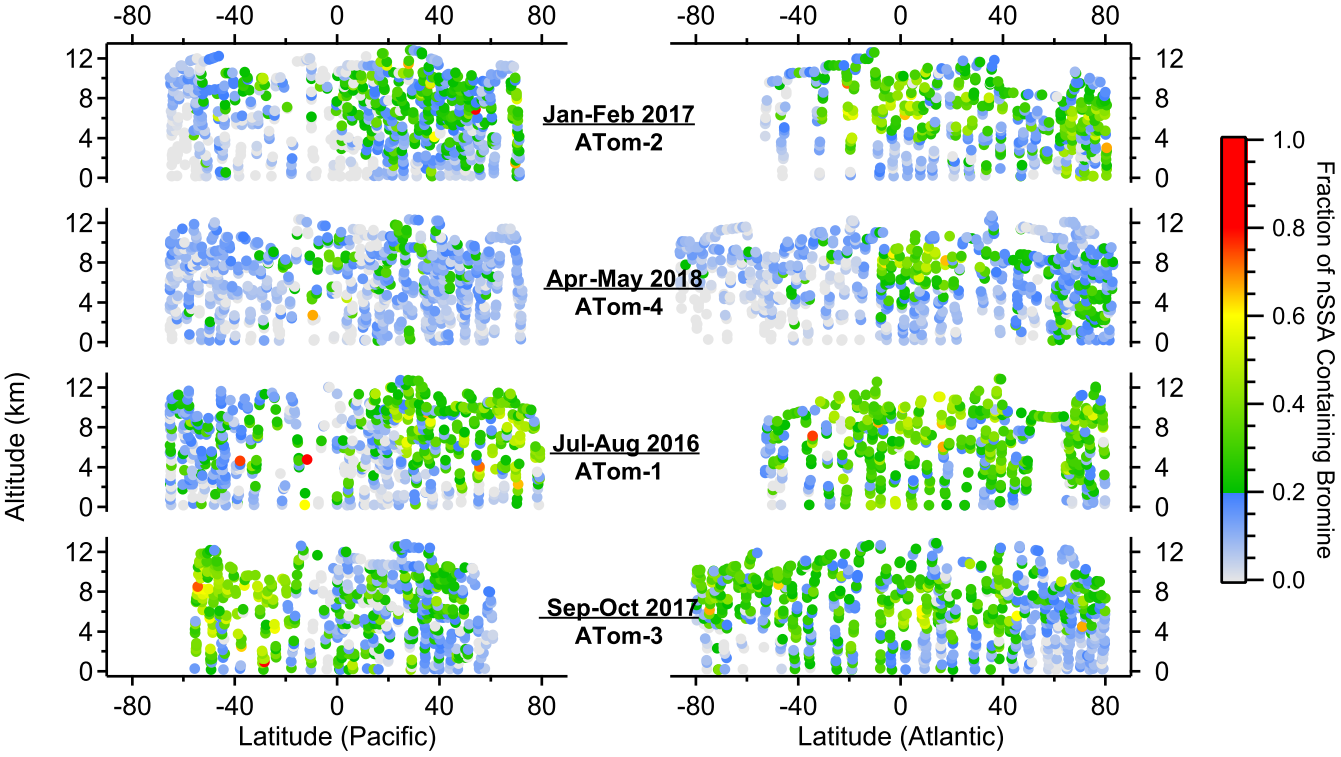 -80 -40 0 40 80 -80 -40 0 40 80
12 12
8 Jan-Feb 2017 8
4 ATom-2 4
0 0
12 12
8 Apr-May 2018 8
4 ATom-4 4
0 0
12 12
8 Jul-Aug 2016 8
4 ATom-1 4
0 0
12 12
8 Sep-Oct 2017 8
4 ATom-3 4
0 0
-80 -40 0 40 80 -80 -40 0 40 80
Latitude (Pacific) Latitude (Atlantic)
Altitude (km)
1.0
0.8
0.6
0.4
0.2
0.0
Fraction of nSSA Containing Bromine